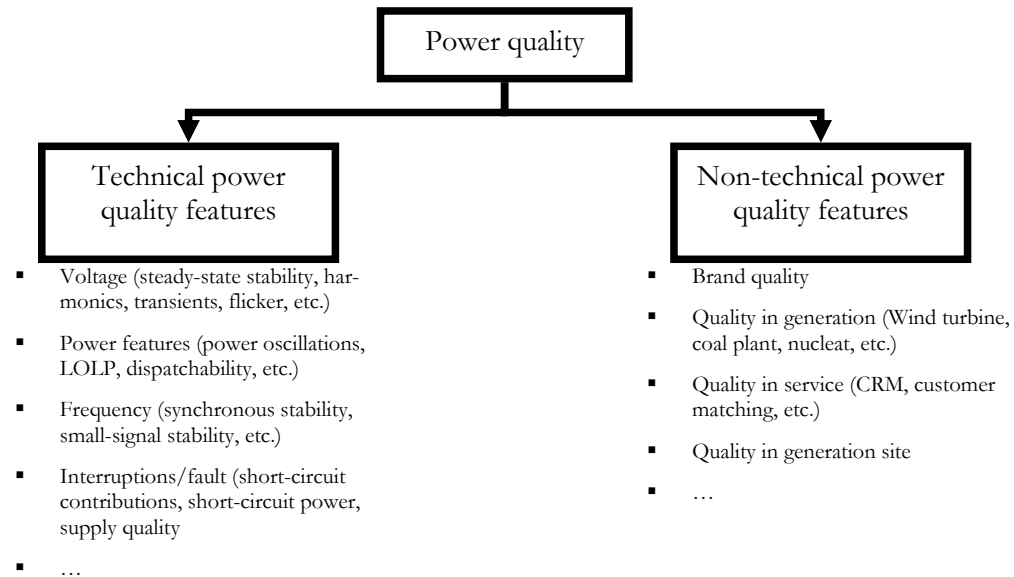 Power quality
Technical power
quality features
▪ Voltage (steady-state stability, har-
monics, transients, flicker, etc.)
▪ Power features (power oscillations,
LOLP, dispatchability, etc.)
▪ Frequency (synchronous stability,
small-signal stability, etc.)
▪ Interruptions/fault (short-circuit
contributions, short-circuit power,
supply quality
▪ …
Non-technical power
quality features
▪ Brand quality
▪ Quality in generation (Wind turbine,
coal plant, nucleat, etc.)
▪ Quality in service (CRM, customer
matching, etc.)
▪ Quality in generation site
▪ …